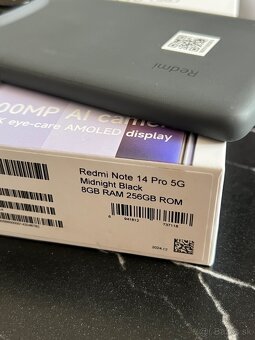 Redmi
00MP AI came
K eye-care AMOLED display
Redmi Note 14 Pro 5G
Midnight Black
8GB RAM 256GB ROM